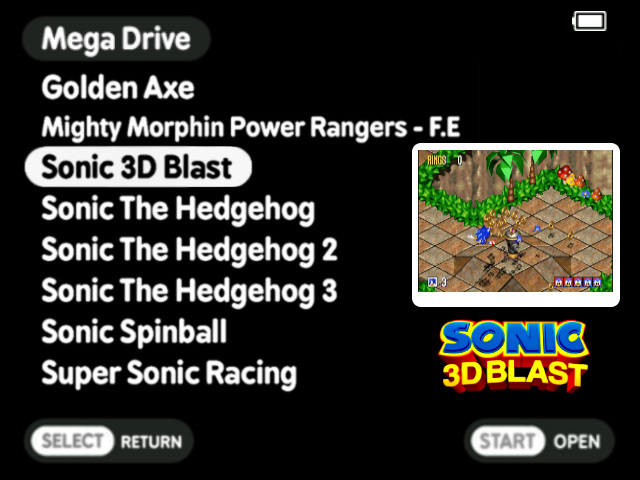 Mega Drive
Golden Axe
Mighty Morphin Power Rangers - F.E
Sonic 3D Blast
Sonic The Hedgehog
Sonic The Hedgehog 2
Sonic The Hedgehog 3
Sonic Spinball
Super Sonic Racing
RINGS 0
3
SONIC
3D BLAST
SELECT RETURN
START OPEN